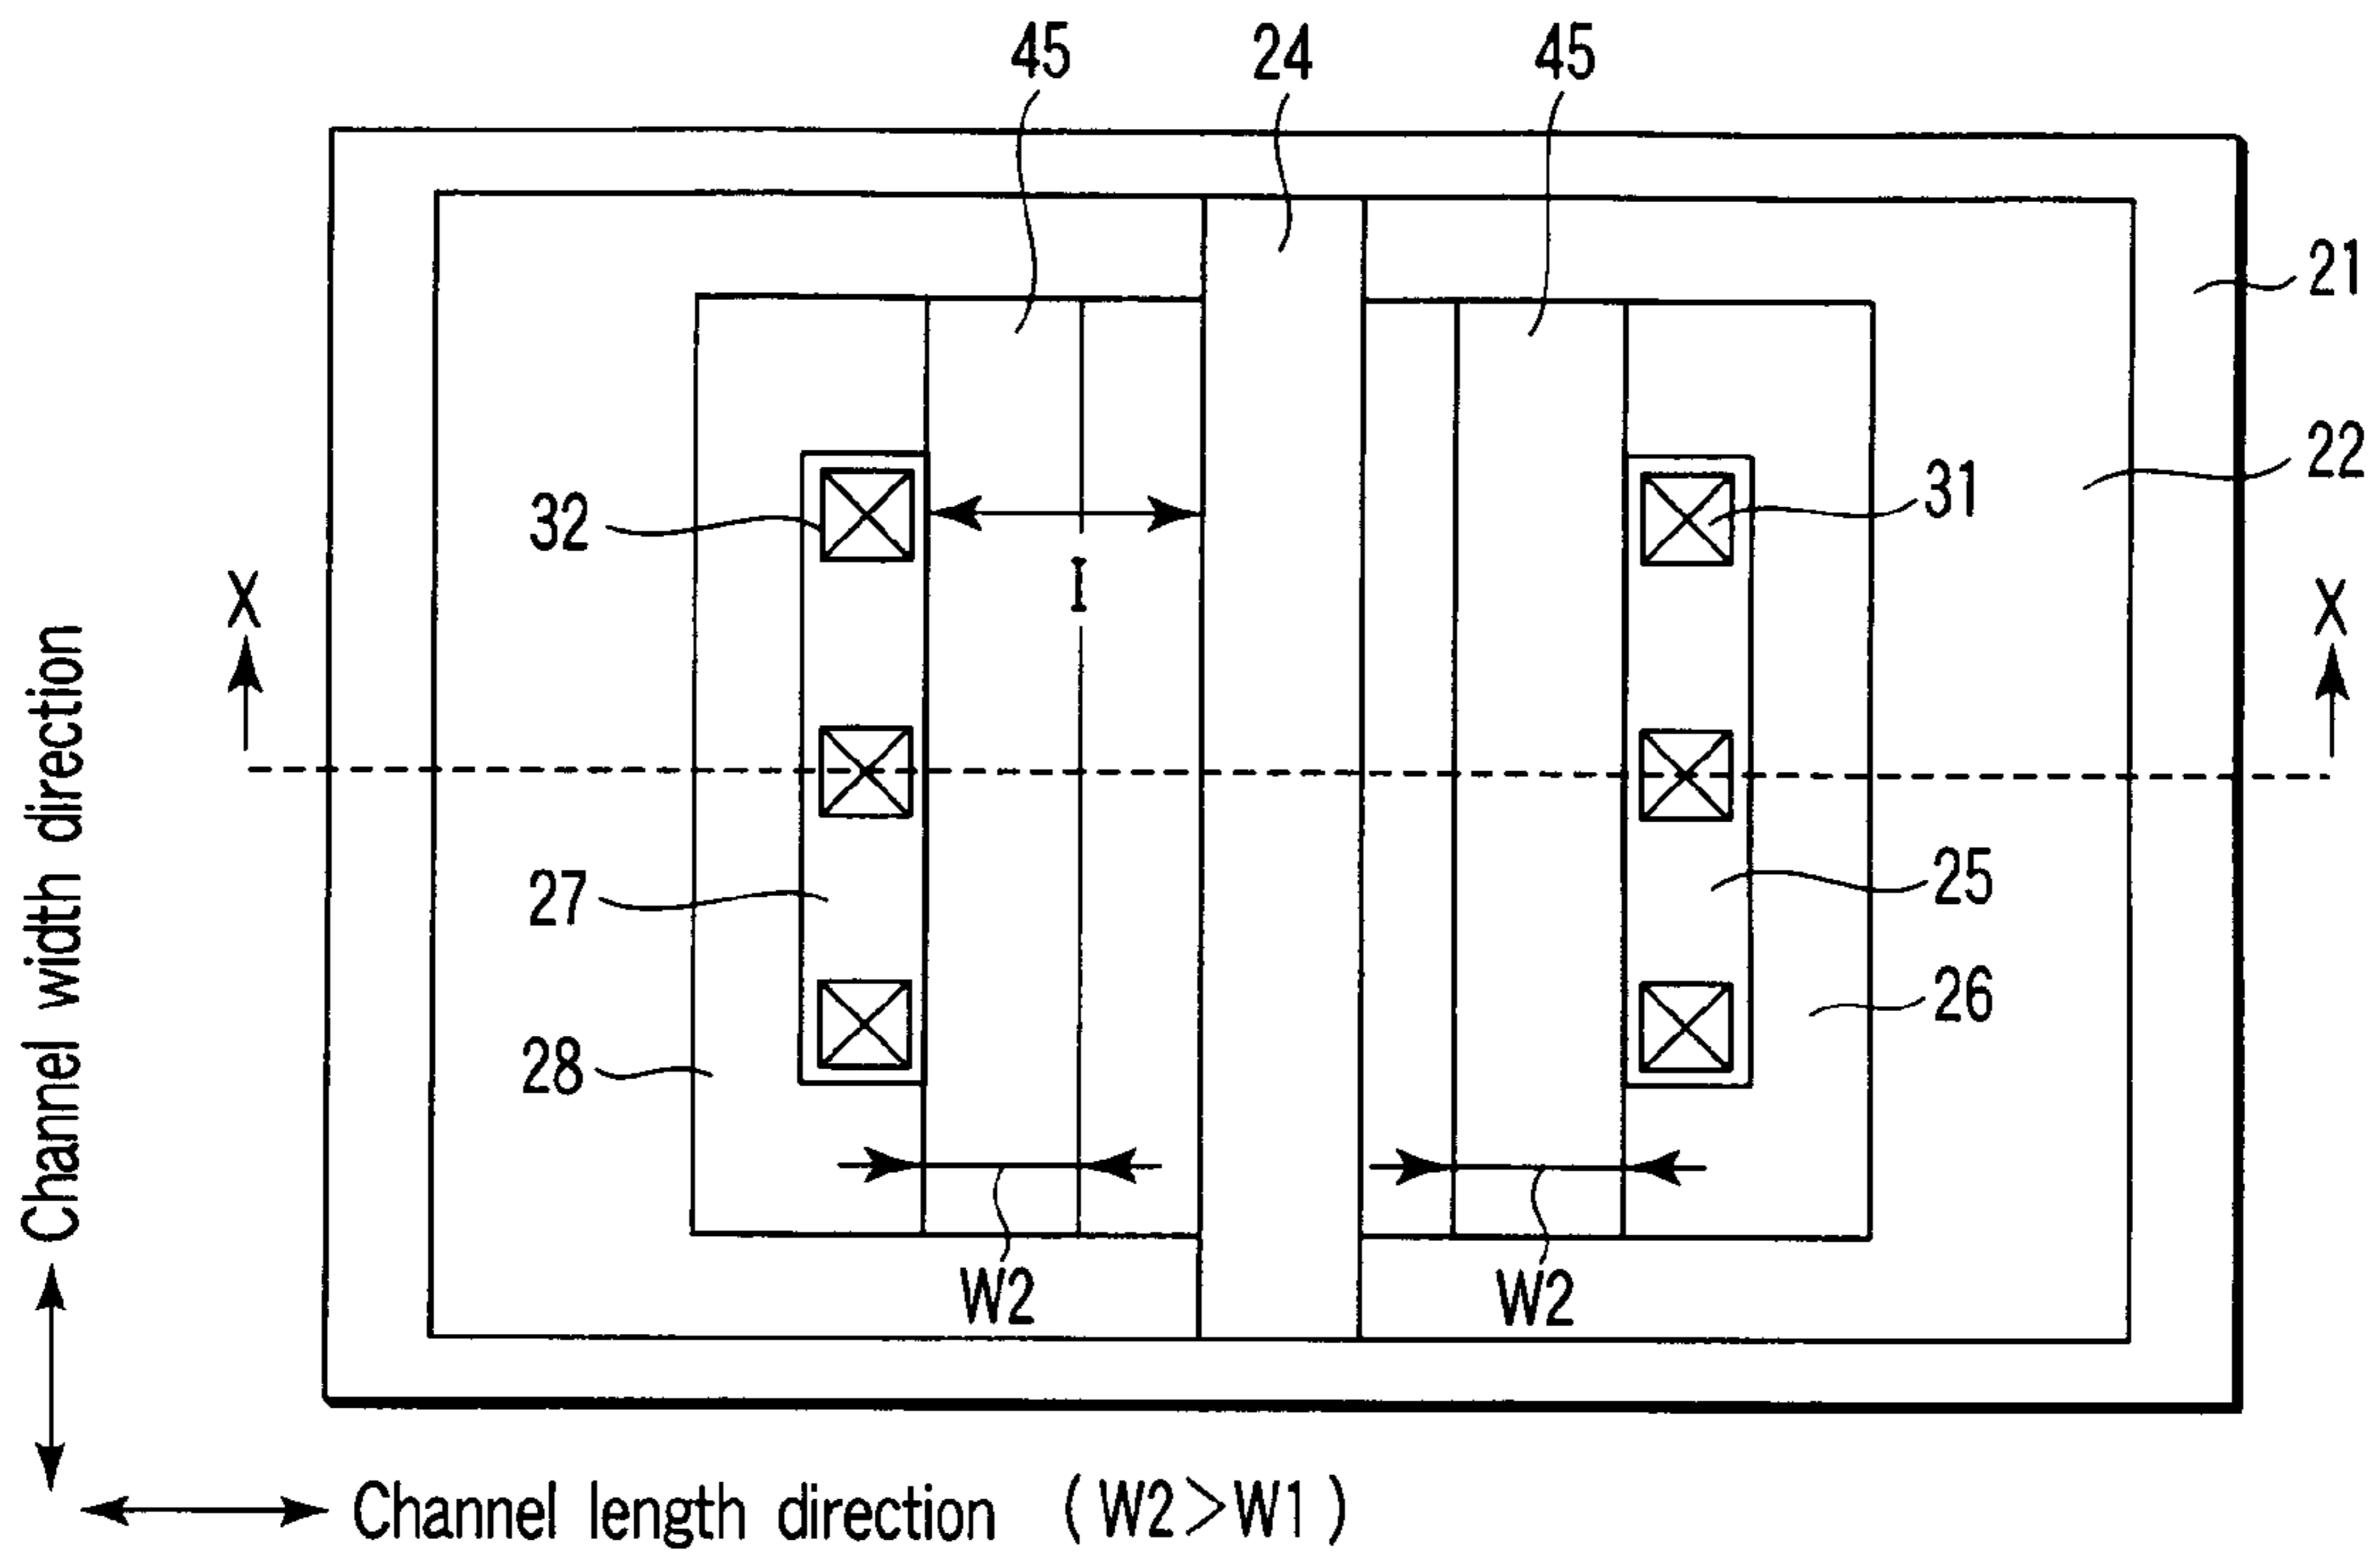 45
24
45
21
22
32
31
I
X
X
27
25
28
26
W2
W2
Channel width direction
Channel length direction (W2>W1)